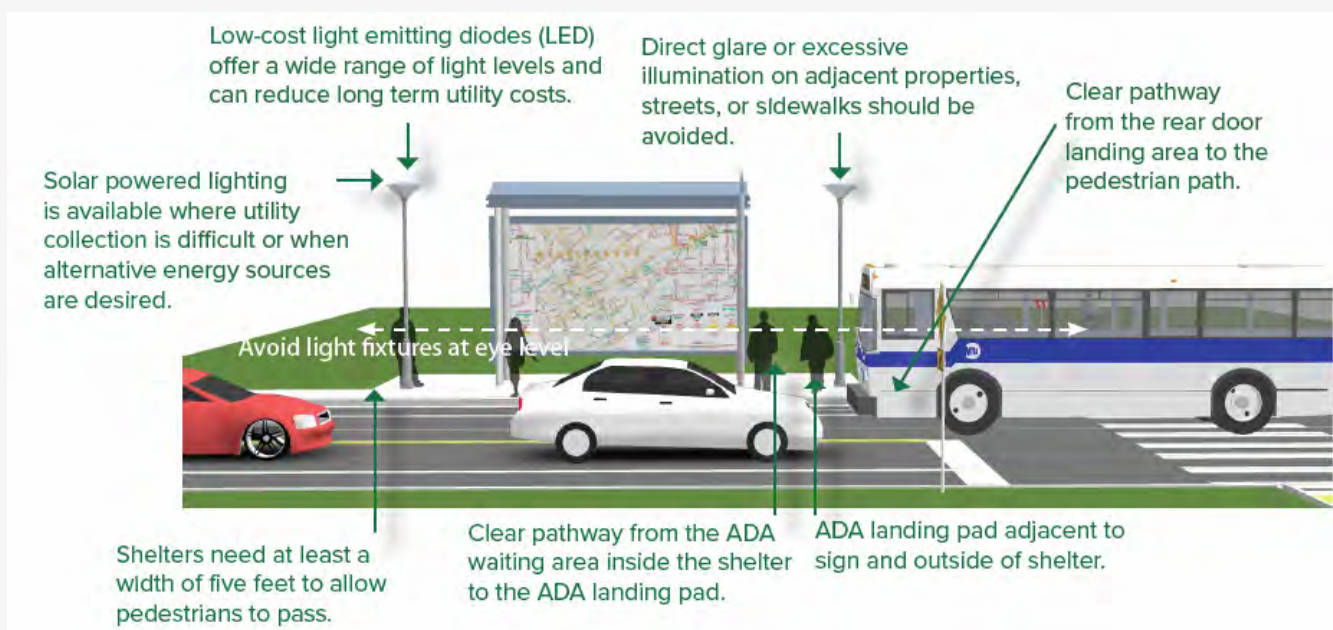 Low-cost light emitting diodes (LED)
offer a wide range of light levels and
can reduce long term utility costs.
Direct glare or excessive
illumination on adjacent properties,
streets, or sidewalks should be
avoided.
Clear pathway
from the rear door
landing area to the
pedestrian path.
Solar powered lighting
is available where utility
collection is difficult or when
alternative energy sources
are desired.
Avoid light fixtures at eye level
Shelters need at least a
width of five feet to allow
pedestrians to pass.
Clear pathway from the ADA
waiting area inside the shelter
to the ADA landing pad.
ADA landing pad adjacent to
sign and outside of shelter.